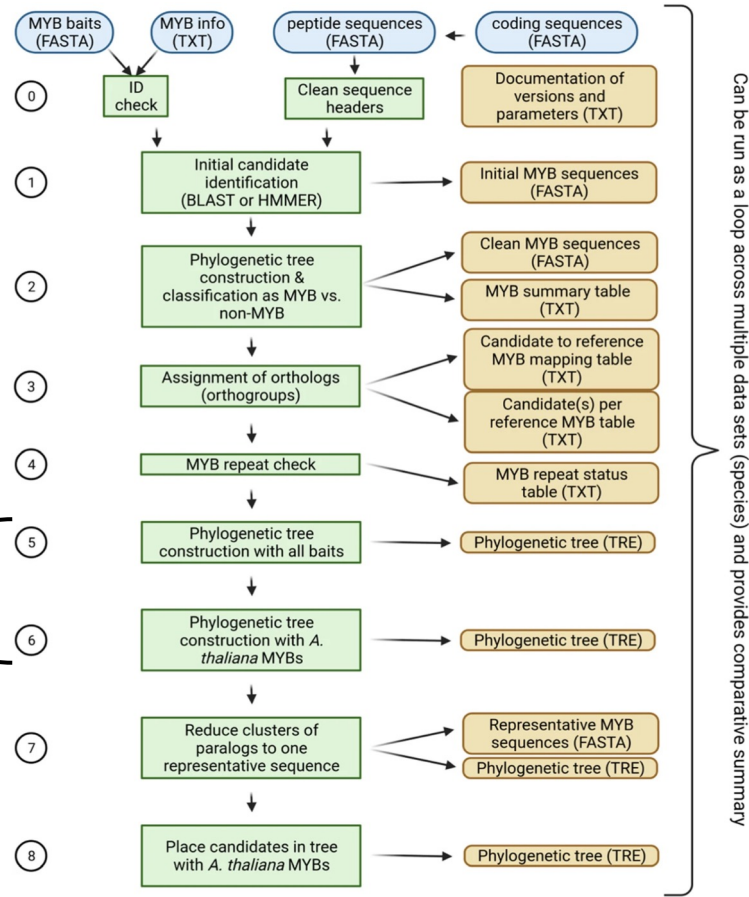 MYB baits
(FASTA)
MYB info
(TXT)
peptide sequences
(FASTA)
coding sequences
(FASTA)
0
ID
check
Clean sequence
headers
Documentation of
versions and
parameters (TXT)
1
Initial candidate
identification
(BLAST or HMMER)
Initial MYB sequences
(FASTA)
2
Phylogenetic tree
construction &
classification as MYB vs.
non-MYB
Clean MYB sequences
(FASTA)
MYB summary table
(TXT)
3
Assignment of orthologs
(orthogroups)
Candidate to reference
MYB mapping table
(TXT)
Candidate(s) per
reference MYB table
(TXT)
4
MYB repeat check
MYB repeat status
table (TXT)
5
Phylogenetic tree
construction with all baits
Phylogenetic tree (TRE)
6
Phylogenetic tree
construction with A.
thaliana MYBs
Phylogenetic tree (TRE)
7
Reduce clusters of
paralogs to one
representative sequence
Representative MYB
sequences (FASTA)
Phylogenetic tree (TRE)
8
Place candidates in tree
with A. thaliana MYBs
Phylogenetic tree (TRE)
Can be run as a loop across multiple data sets (species) and provides comparative summary